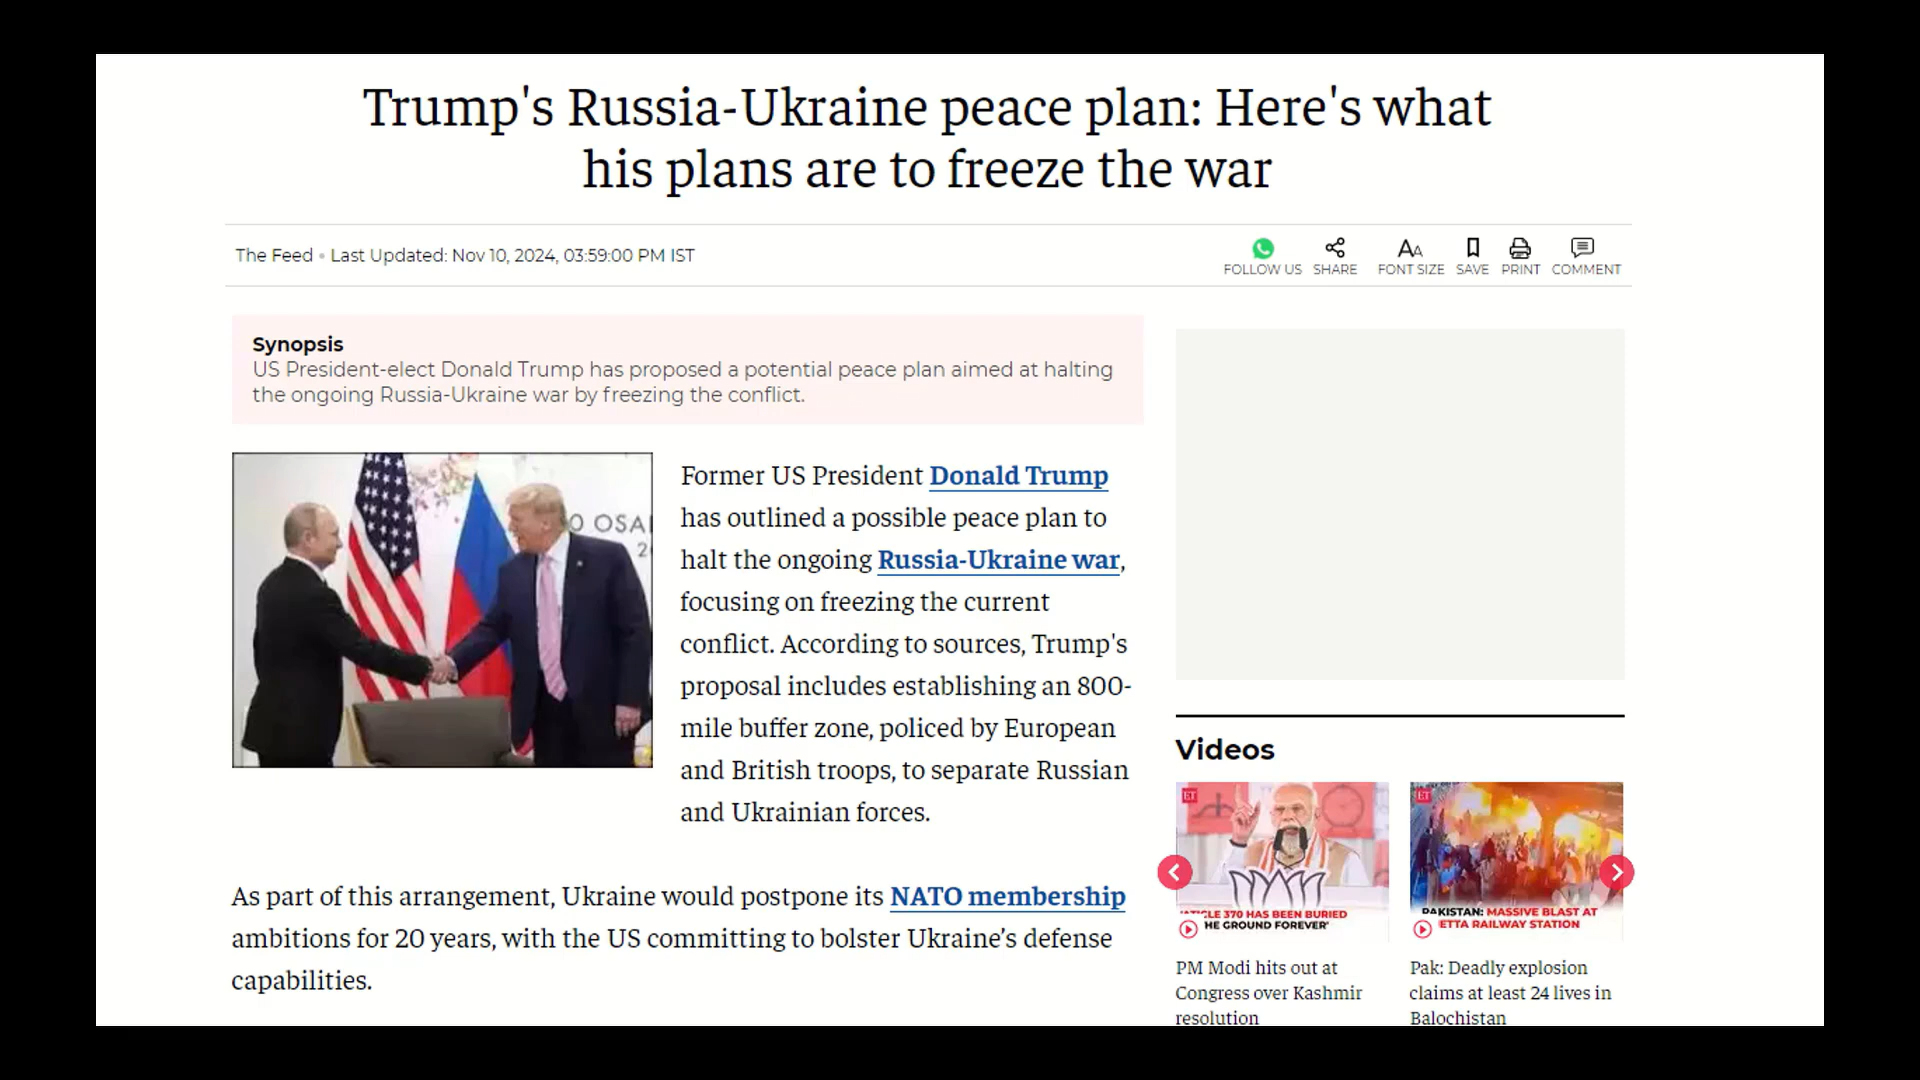 Trump's Russia-Ukraine peace plan: Here's what
his plans are to freeze the war
The Feed • Last Updated: Nov 10, 2024, 03:59:00 PM IST
FOLLOW US
SHARE
FONT SIZE
SAVE
PRINT
COMMENT
Synopsis
US President-elect Donald Trump has proposed a potential peace plan aimed at halting
the ongoing Russia-Ukraine war by freezing the conflict.
OSA
Former US President Donald Trump
has outlined a possible peace plan to
halt the ongoing Russia-Ukraine war,
focusing on freezing the current
conflict. According to sources, Trump's
proposal includes establishing an 800-
mile buffer zone, policed by European
and British troops, to separate Russian
and Ukrainian forces.
As part of this arrangement, Ukraine would postpone its NATO membership
ambitions for 20 years, with the US committing to bolster Ukraine’s defense
capabilities.
Videos
ET
370 HAS BEEN BURIED
HE GROUND FOREVER'
PM Modi hits out at
Congress over Kashmir
resolution
ET
PAKISTAN: MASSIVE BLAST AT
ETTA RAILWAY STATION
Pak: Deadly explosion
claims at least 24 lives in
Balochistan